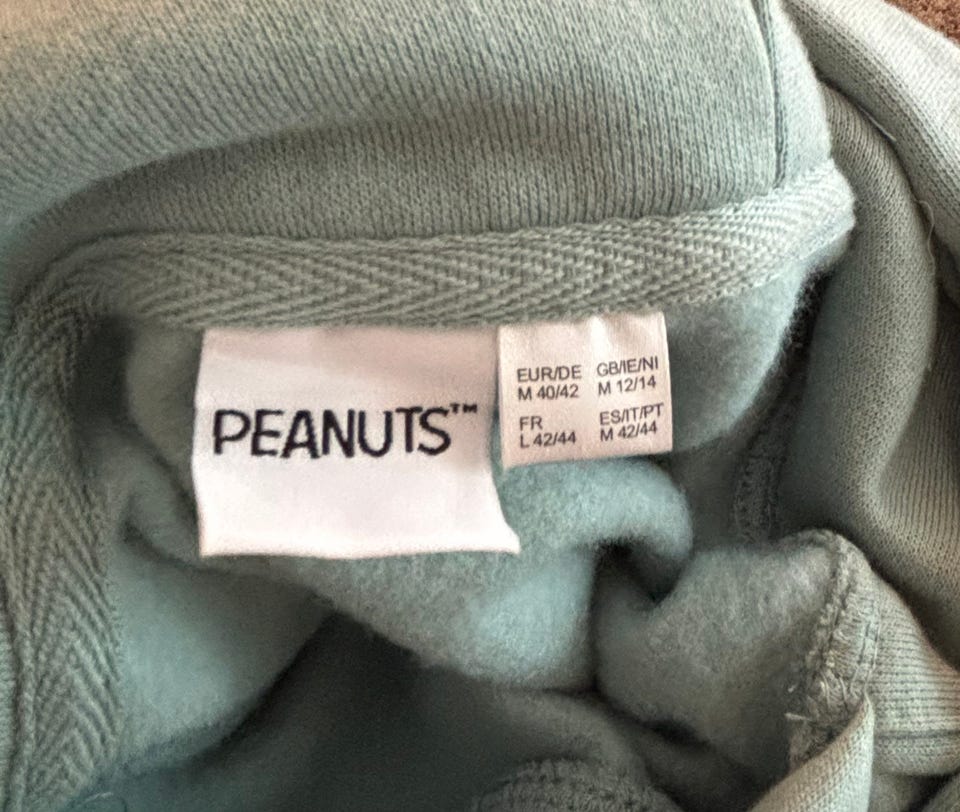 PEANUTS™
EUR/DE GB/IE/NI
M 40/42 M 12/14
FR ES/IT/PT
L 42/44 M 42/44